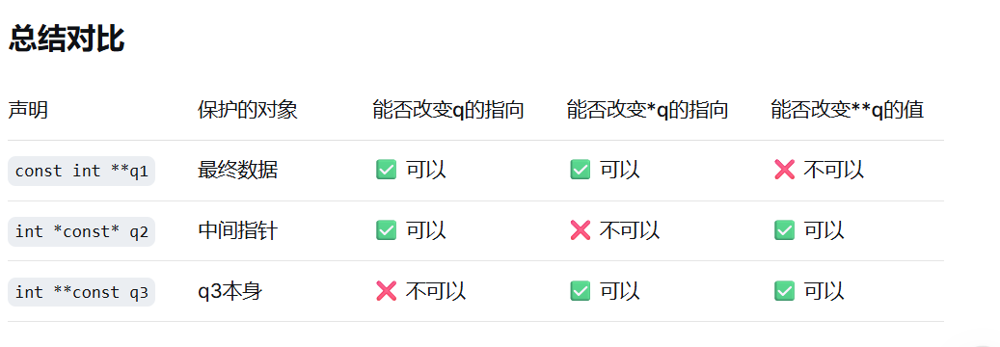 总结对比
声明 保护的对象 能否改变q的指向 能否改变*q的指向 能否改变**q的值
const int **q1 最终数据 ✅ 可以 ✅ 可以 ❌ 不可以
int *const* q2 中间指针 ✅ 可以 ❌ 不可以 ✅ 可以
int **const q3 q3本身 ❌ 不可以 ✅ 可以 ✅ 可以